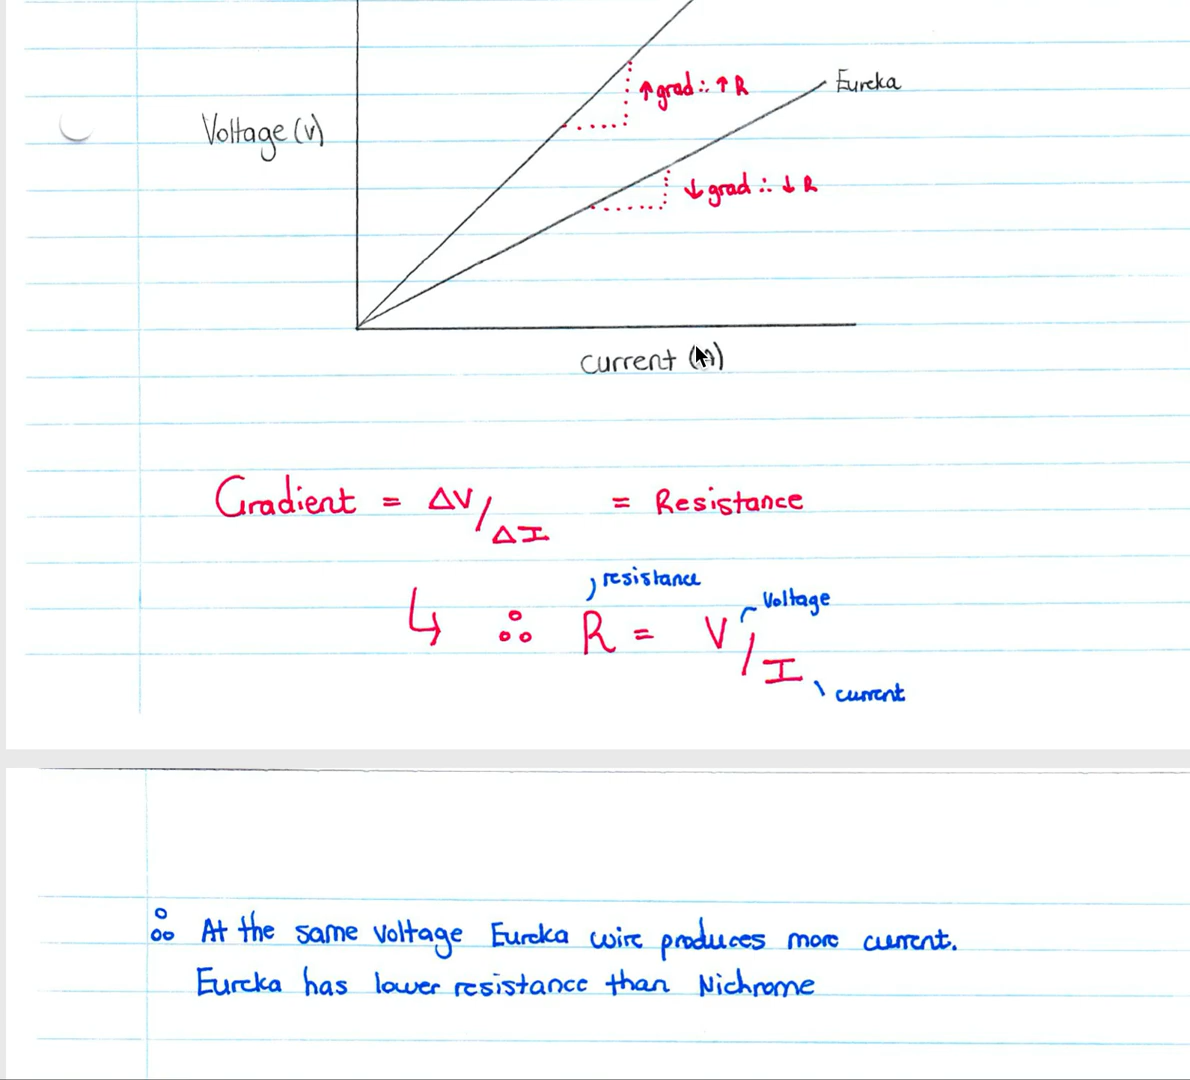 Eureka
↑ grad ∴ ↑ R
Voltage (v)
↓ grad ∴ ↓ R
Current
Gradient = ΔV/ΔI = Resistance
resistance
Voltage
↳ ∴ R = V/I
current
∴ At the same voltage Eureka wire produces more current.
Eureka has lower resistance than Nichrome